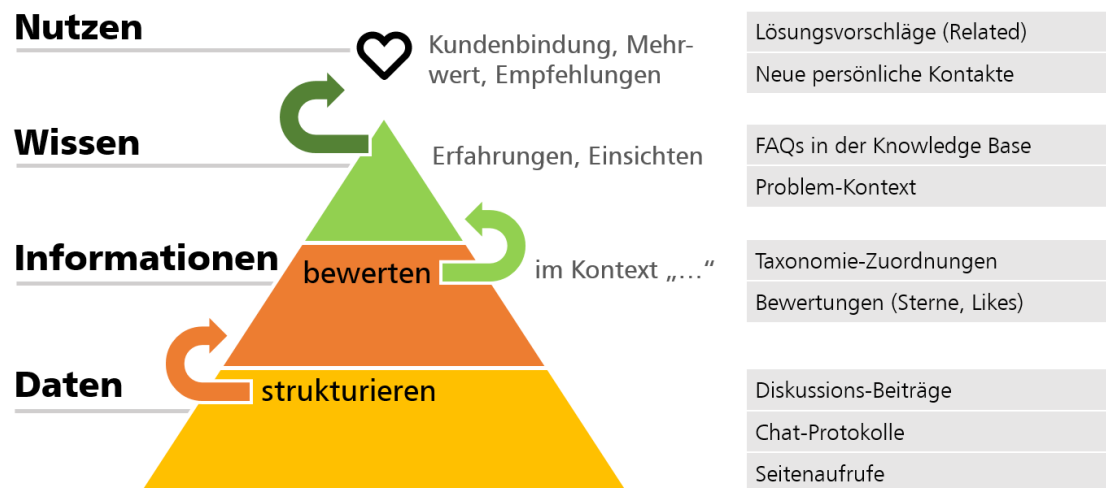 Nutzen
Kundenbindung, Mehr-
wert, Empfehlungen
Lösungsvorschläge (Related)
Neue persönliche Kontakte
Wissen
Erfahrungen, Einsichten
FAQs in der Knowledge Base
Problem-Kontext
Informationen
bewerten
im Kontext „…“
Taxonomie-Zuordnungen
Bewertungen (Sterne, Likes)
Daten
strukturieren
Diskussions-Beiträge
Chat-Protokolle
Seitenaufrufe